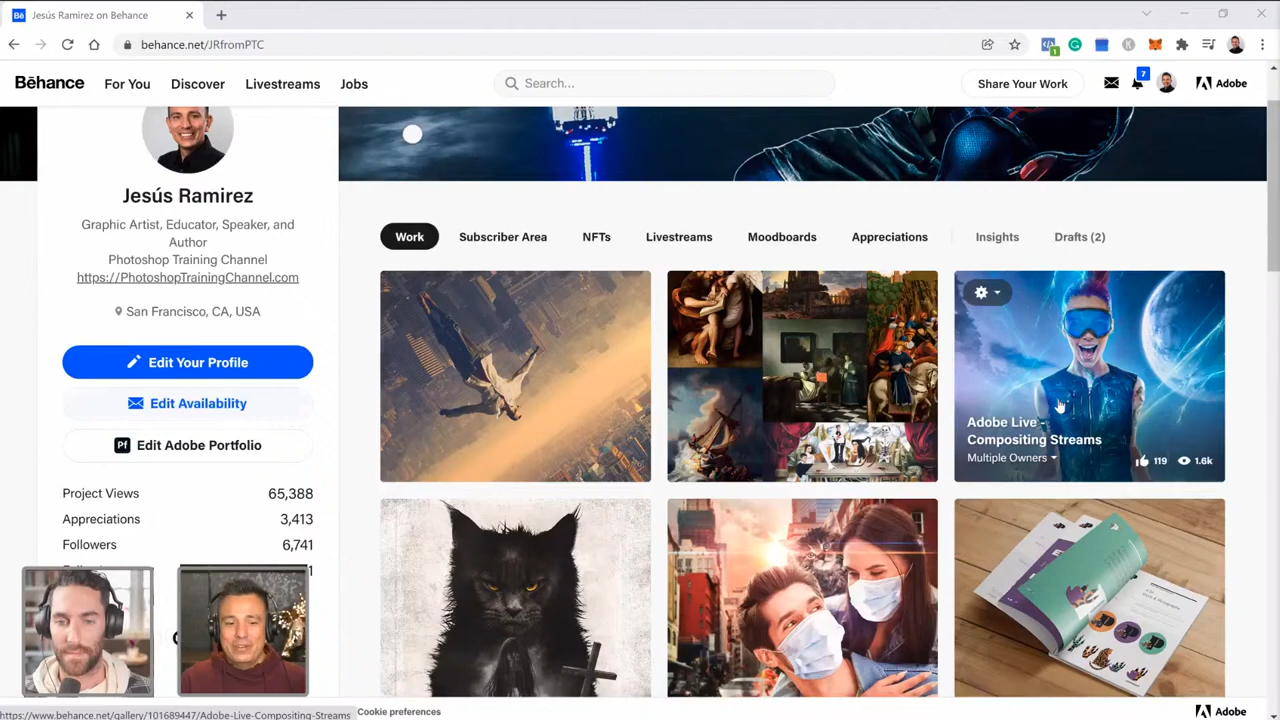 Bē
Jesús Ramirez on Behance
behance.net/JRfromPTC
1
Bēhance
For You
Discover
Livestreams
Jobs
Search...
Share Your Work
7
Adobe
Jesús Ramirez
Graphic Artist, Educator, Speaker, and
Author
Photoshop Training Channel
https://PhotoshopTrainingChannel.com
San Francisco, CA, USA
Edit Your Profile
Edit Availability
Pf Edit Adobe Portfolio
Project Views 65,388
Appreciations 3,413
Followers 6,741
Work
Subscriber Area
NFTs
Livestreams
Moodboards
Appreciations
Insights
Drafts (2)
Adobe Live -
Compositing Streams
Multiple Owners
119
1.6k
https://www.behance.net/gallery/101689447/Adobe-Live-Compositing-Streams
Cookie preferences
Adobe